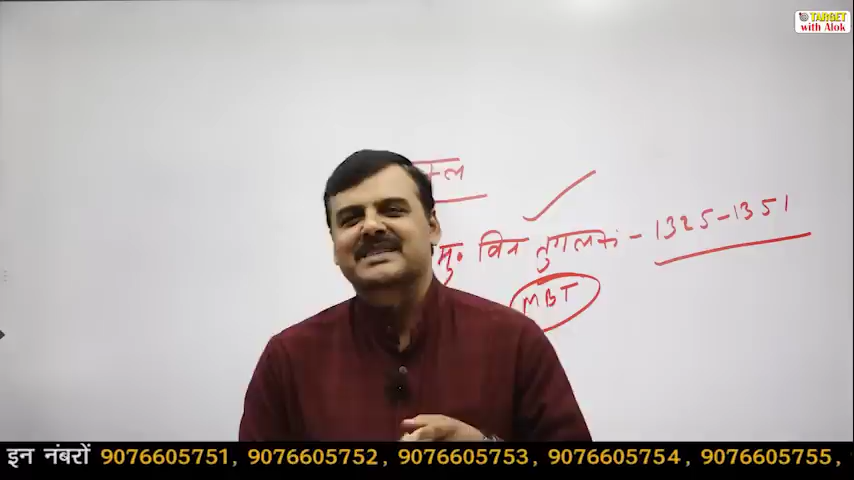 TARGET
with Alok
मु० बिन तुगलक :- 1325-1351
MBT
इन नंबरों 9076605751, 9076605752, 9076605753, 9076605754, 9076605755,